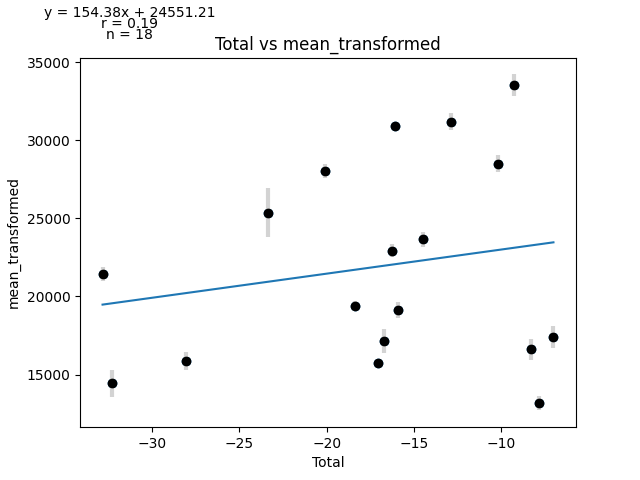 y = 154.38x + 24551.21
r = 0.19
n = 18
Total vs mean_transformed
35000
30000
25000
20000
15000
mean_transformed
−30
−25
−20
−15
−10
Total